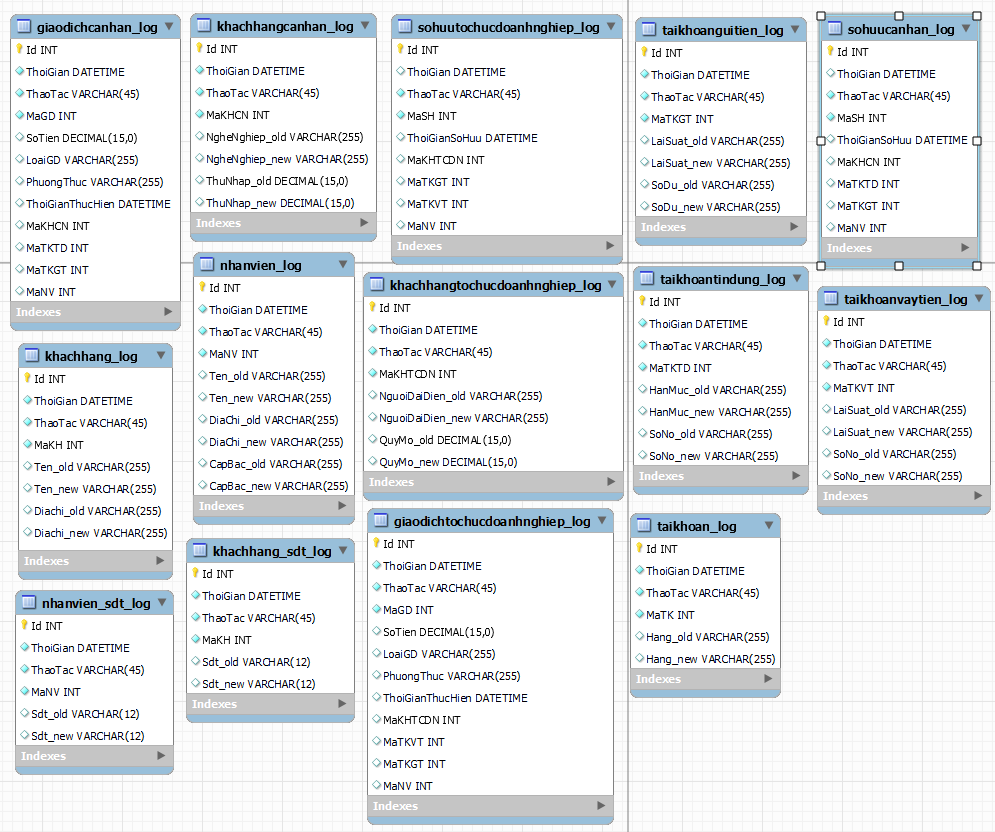 giaodichcanhan_log
Id INT
ThoiGian DATETIME
ThaoTac VARCHAR(45)
MaGD INT
SoTien DECIMAL(15,0)
LoaiGD VARCHAR(255)
PhuongThuc VARCHAR(255)
ThoiGianThucHien DATETIME
MaKHCN INT
MaTKTD INT
MaTKGT INT
MaNV INT
Indexes
khachhangcanhan_log
Id INT
ThoiGian DATETIME
ThaoTac VARCHAR(45)
MaKHCN INT
NgheNghiep_old VARCHAR(255)
NgheNghiep_new VARCHAR(255)
ThuNhap_old DECIMAL(15,0)
ThuNhap_new DECIMAL(15,0)
Indexes
sohuutochucdoanhnghiep_log
Id INT
ThoiGian DATETIME
ThaoTac VARCHAR(45)
MaSH INT
ThoiGianSoHuu DATETIME
MaKHTCDN INT
MaTKGT INT
MaTKVT INT
MaNV INT
Indexes
taikhoanguitien_log
Id INT
ThoiGian DATETIME
ThaoTac VARCHAR(45)
MaTKGT INT
LaiSuat_old VARCHAR(255)
LaiSuat_new VARCHAR(255)
SoDu_old VARCHAR(255)
SoDu_new VARCHAR(255)
Indexes
sohuucanhan_log
Id INT
ThoiGian DATETIME
ThaoTac VARCHAR(45)
MaSH INT
ThoiGianSoHuu DATETIME
MaKHCN INT
MaTKTD INT
MaTKGT INT
MaNV INT
Indexes
nhanvien_log
Id INT
ThoiGian DATETIME
ThaoTac VARCHAR(45)
MaNV INT
Ten_old VARCHAR(255)
Ten_new VARCHAR(255)
DiaChi_old VARCHAR(255)
DiaChi_new VARCHAR(255)
CapBac_old VARCHAR(255)
CapBac_new VARCHAR(255)
Indexes
khachhangtochucdoanhnghiep_log
Id INT
ThoiGian DATETIME
ThaoTac VARCHAR(45)
MaKHTCDN INT
NguoiDaiDien_old VARCHAR(255)
NguoiDaiDien_new VARCHAR(255)
QuyMo_old DECIMAL(15,0)
QuyMo_new DECIMAL(15,0)
Indexes
taikhoantindung_log
Id INT
ThoiGian DATETIME
ThaoTac VARCHAR(45)
MaTKTD INT
HanMuc_old VARCHAR(255)
HanMuc_new VARCHAR(255)
SoNo_old VARCHAR(255)
SoNo_new VARCHAR(255)
Indexes
taikhoanvaytien_log
Id INT
ThoiGian DATETIME
ThaoTac VARCHAR(45)
MaTKVT INT
LaiSuat_old VARCHAR(255)
LaiSuat_new VARCHAR(255)
SoNo_old VARCHAR(255)
SoNo_new VARCHAR(255)
Indexes
khachhang_log
Id INT
ThoiGian DATETIME
ThaoTac VARCHAR(45)
MaKH INT
Ten_old VARCHAR(255)
Ten_new VARCHAR(255)
Diachi_old VARCHAR(255)
Diachi_new VARCHAR(255)
Indexes
khachhang_sdt_log
Id INT
ThoiGian DATETIME
ThaoTac VARCHAR(45)
MaKH INT
Sdt_old VARCHAR(12)
Sdt_new VARCHAR(12)
Indexes
giaodichtochucdoanhnghiep_log
Id INT
ThoiGian DATETIME
ThaoTac VARCHAR(45)
MaGD INT
SoTien DECIMAL(15,0)
LoaiGD VARCHAR(255)
PhuongThuc VARCHAR(255)
ThoiGianThucHien DATETIME
MaKHTCDN INT
MaTKVT INT
MaTKGT INT
MaNV INT
Indexes
taikhoan_log
Id INT
ThoiGian DATETIME
ThaoTac VARCHAR(45)
MaTK INT
Hang_old VARCHAR(255)
Hang_new VARCHAR(255)
Indexes
nhanvien_sdt_log
Id INT
ThoiGian DATETIME
ThaoTac VARCHAR(45)
MaNV INT
Sdt_old VARCHAR(12)
Sdt_new VARCHAR(12)
Indexes